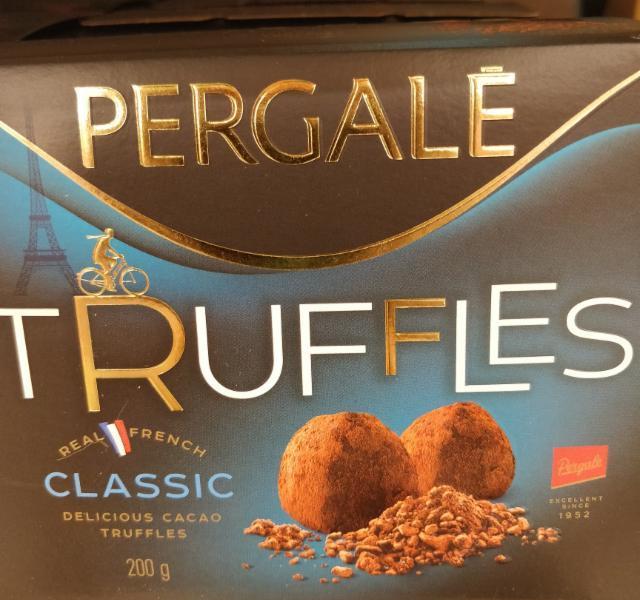 PERGALĖ
TRUFFLES
REAL FRENCH
CLASSIC
DELICIOUS CACAO
TRUFFLES
200 g
Pergalė
EXCELLENT
SINCE
1952